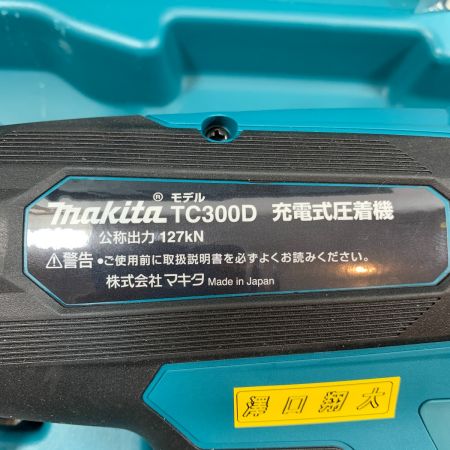 makita® モデル TC300D 充電式圧着機
公称出力 127kN
⚠警告 •ご使用前に取扱説明書を必ずよくお読みください。
株式会社 マキタ Made in Japan